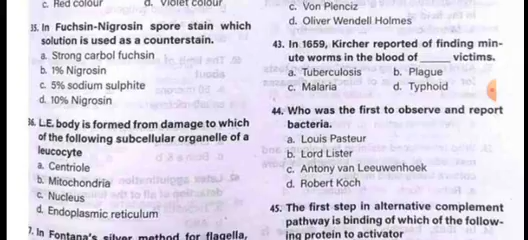 c. Red colour d. Violet colour
35. In Fuchsin-Nigrosin spore stain which
solution is used as a counterstain.
a. Strong carbol fuchsin
b. 1% Nigrosin
c. 5% sodium sulphite
d. 10% Nigrosin
36. L.E. body is formed from damage to which
of the following subcellular organelle of a
leucocyte
a. Centriole
b. Mitochondria
c. Nucleus
d. Endoplasmic reticulum
7. In Fontana's silver method for flagella,
c. Von Plenciz
d. Oliver Wendell Holmes
43. In 1659, Kircher reported of finding min-
ute worms in the blood of _____ victims.
a. Tuberculosis b. Plague
c. Malaria d. Typhoid
44. Who was the first to observe and report
bacteria.
a. Louis Pasteur
b. Lord Lister
c. Antony van Leeuwenhoek
d. Robert Koch
45. The first step in alternative complement
pathway is binding of which of the follow-
ing protein to activator